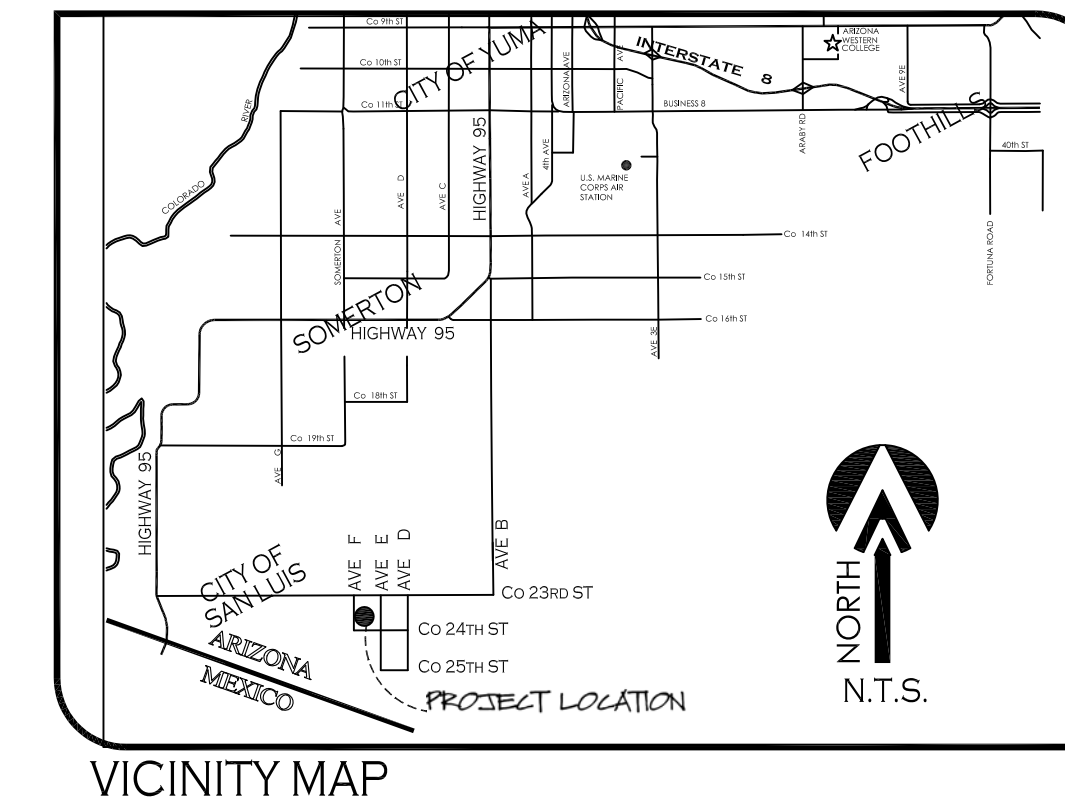 Co 9th ST
CITY OF YUMA
Co 10th ST
Co 11th ST
ARIZONA AVE
PACIFIC AVE
INTERSTATE 8
ARIZONA
WESTERN
COLLEGE
AVE 9E
BUSINESS 8
ARABY RD
FOOTHILLS
40th ST
RIVER
COLORADO
HIGHWAY 95
4th AVE
AVE A
AVE C
AVE D
SOMERTON AVE
U.S. MARINE
CORPS AIR
STATION
Co 14th ST
FORTUNA ROAD
Co 15th ST
SOMERTON
Co 16th ST
HIGHWAY 95
AVE 3E
Co 18th ST
Co 19th ST
AVE G
HIGHWAY 95
AVE F
AVE E
AVE D
AVE B
CITY OF
SAN LUIS
Co 23RD ST
Co 24TH ST
ARIZONA
MEXICO
Co 25TH ST
PROJECT LOCATION
NORTH
N.T.S.
VICINITY MAP